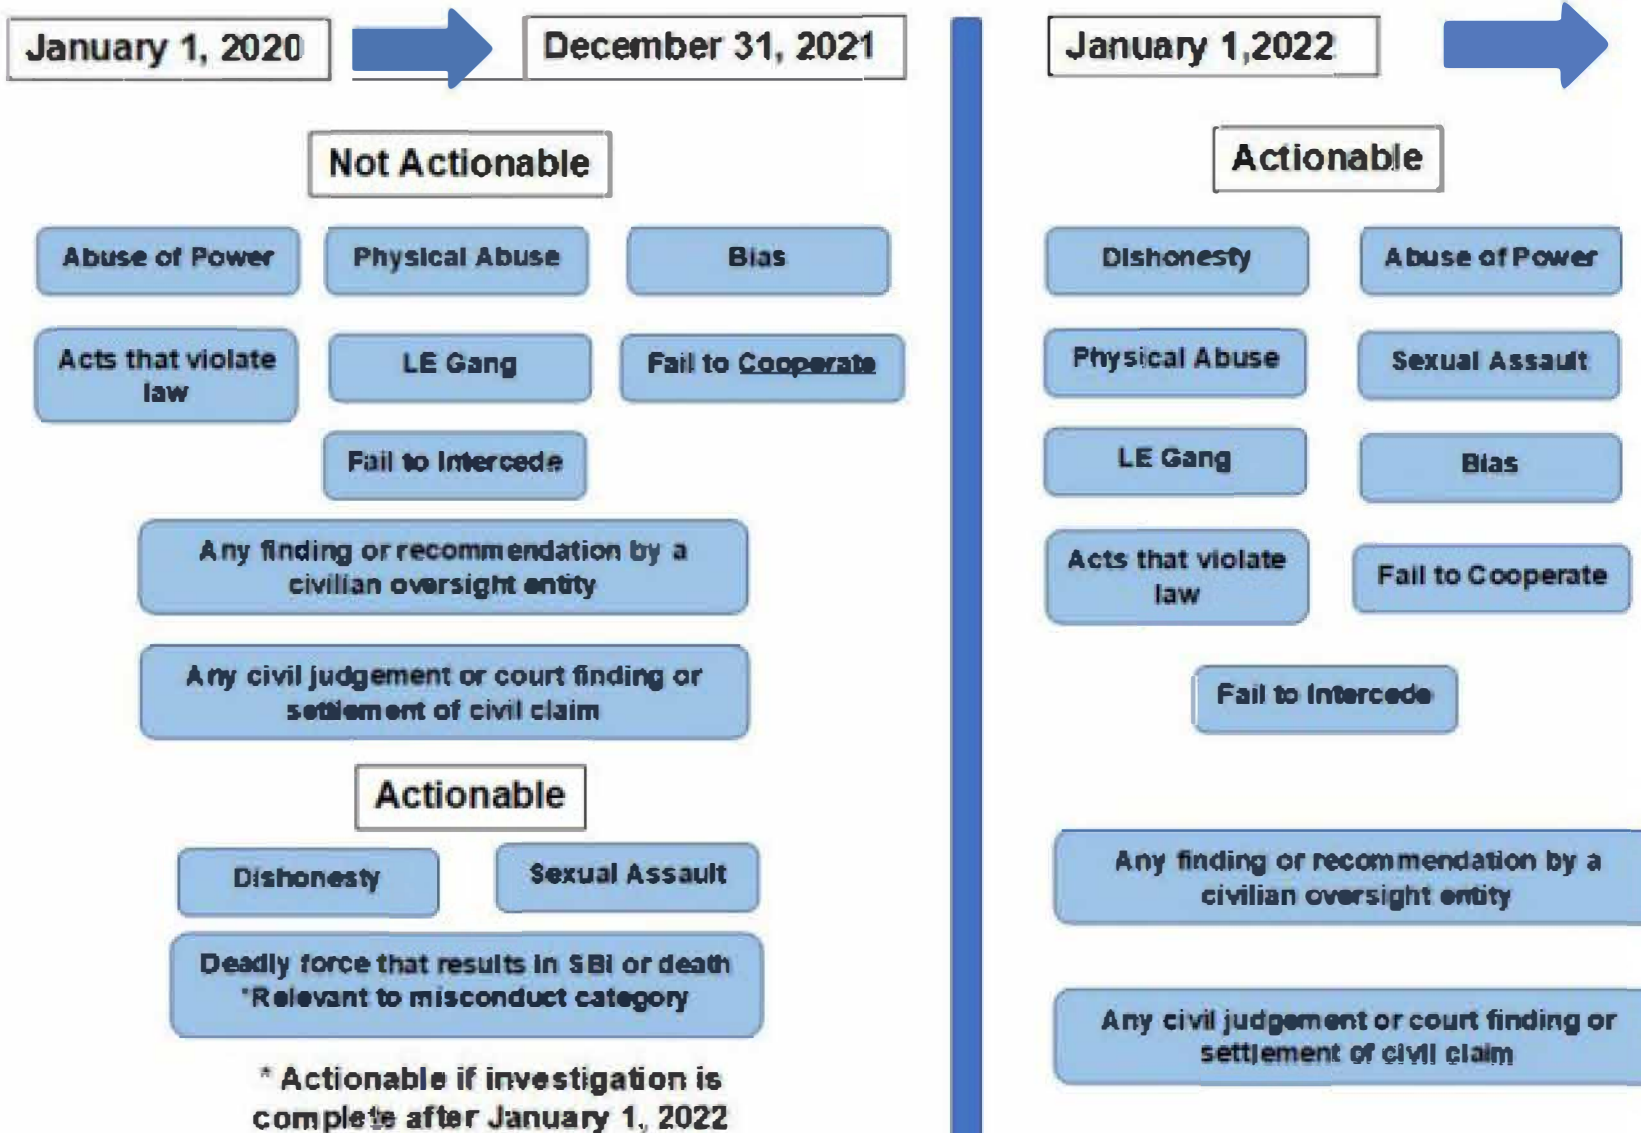 January 1, 2020
December 31, 2021
Not Actionable
Abuse of Power
Physical Abuse
Bias
Acts that violate
law
LE Gang
Fail to Cooperate
Fail to Intercede
Any finding or recommendation by a
civilian oversight entity
Any civil judgement or court finding or
settlement of civil claim
Actionable
Dishonesty
Sexual Assault
Deadly force that results in SBI or death
*Relevant to misconduct category
* Actionable if investigation is
complete after January 1, 2022
January 1,2022
Actionable
Dishonesty
Abuse of Power
Physical Abuse
Sexual Assault
LE Gang
Bias
Acts that violate
law
Fail to Cooperate
Fail to Intercede
Any finding or recommendation by a
civilian oversight entity
Any civil judgement or court finding or
settlement of civil claim